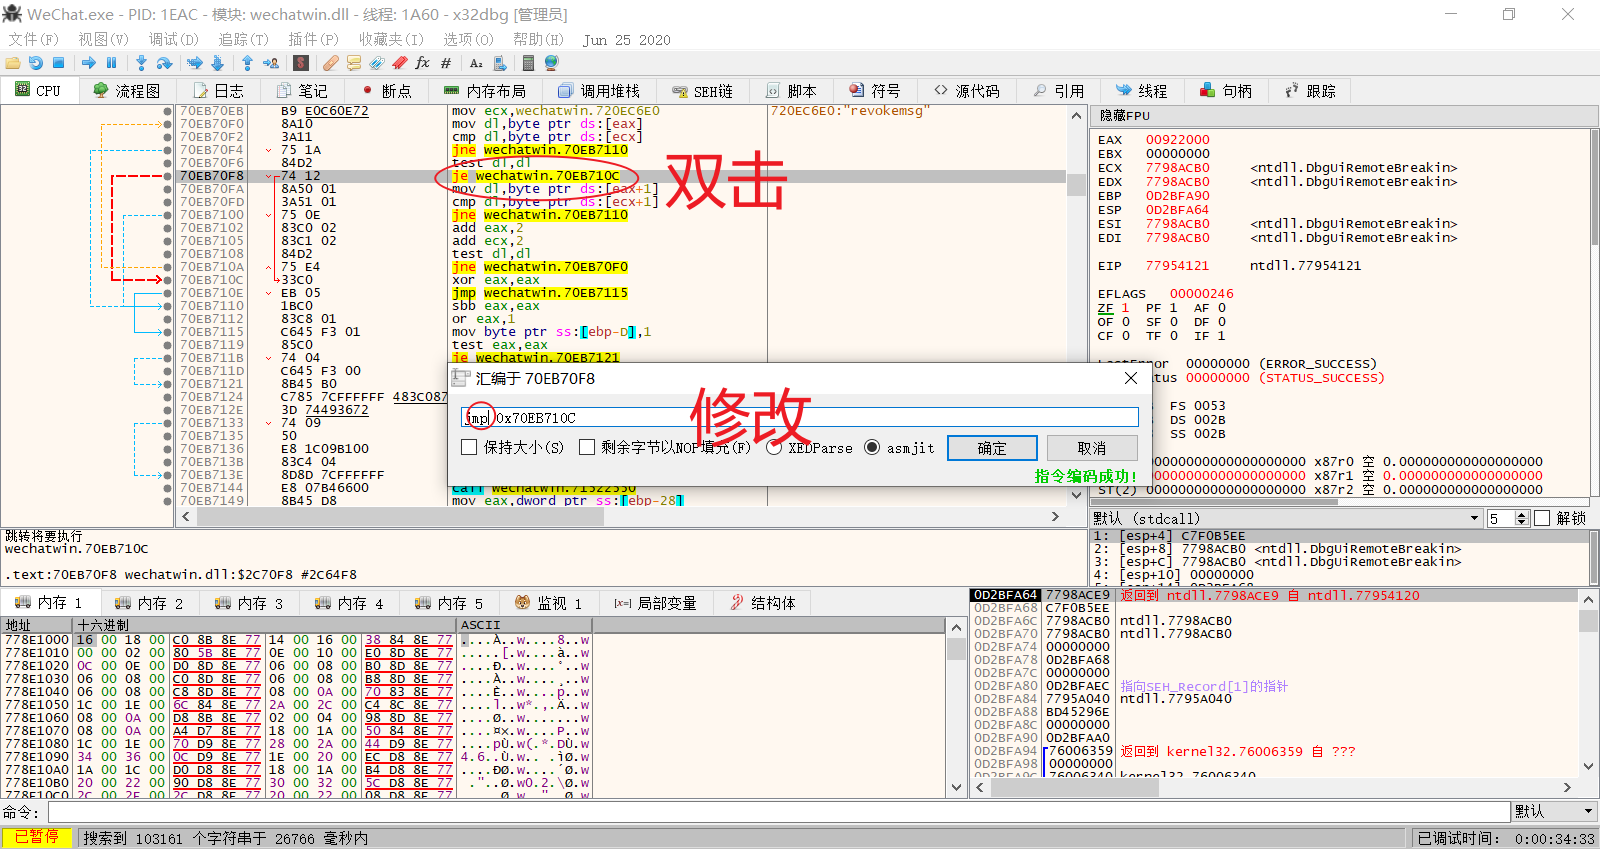 WeChat.exe - PID: 1EAC - 模块: wechatwin.dll - 线程: 1A60 - x32dbg [管理员]
文件(F) 视图(V) 调试(D) 追踪(T) 插件(P) 收藏夹(I) 选项(O) 帮助(H) Jun 25 2020
CPU 流程图 日志 笔记 断点 内存布局 调用堆栈 SEH链 脚本 符号 源代码 引用 线程 句柄 跟踪
70EB70EB B9 E0C60E72 mov ecx,wechatwin.720EC6E0 720EC6E0:"revokemsg"
70EB70F0 8A10 mov dl,byte ptr ds:[eax]
70EB70F2 3A11 cmp dl,byte ptr ds:[ecx]
70EB70F4 75 1A jne wechatwin.70EB7110
70EB70F6 84D2 test dl,dl
70EB70F8 74 12 je wechatwin.70EB710C
70EB70FA 8A50 01 mov dl,byte ptr ds:[eax+1]
70EB70FD 3A51 01 cmp dl,byte ptr ds:[ecx+1]
70EB7100 75 0E jne wechatwin.70EB7110
70EB7102 83C0 02 add eax,2
70EB7105 83C1 02 add ecx,2
70EB7108 84D2 test dl,dl
70EB710A 75 E4 jne wechatwin.70EB70F0
70EB710C 33C0 xor eax,eax
70EB710E EB 05 jmp wechatwin.70EB7115
70EB7110 1BC0 sbb eax,eax
70EB7112 83C8 01 or eax,1
70EB7115 C645 F3 01 mov byte ptr ss:[ebp-D],1
70EB7119 85C0 test eax,eax
70EB711B 74 04 je wechatwin.70EB7121
70EB711D C645 F3 00
70EB7121 8B45 B0
70EB7124 C785 7CFFFFFF 483C087
70EB712E 3D 74493672
70EB7133 74 09
70EB7135 50
70EB7136 E8 1C09B100
70EB713B 83C4 04
70EB713E 8D8D 7CFFFFFF
70EB7144 E8 07B46600 call wechatwin.71522550
70EB7149 8B45 D8 mov eax,dword ptr ss:[ebp-28]
双击
修改
汇编于 70EB70F8
jmp 0x70EB710C
保持大小(S) 剩余字节以NOP填充(F) XEDParse asmjit 确定 取消
指令编码成功!
隐藏FPU
EAX 00922000
EBX 00000000
ECX 7798ACB0 <ntdll.DbgUiRemoteBreakin>
EDX 7798ACB0 <ntdll.DbgUiRemoteBreakin>
EBP 0D2BFA90
ESP 0D2BFA64
ESI 7798ACB0 <ntdll.DbgUiRemoteBreakin>
EDI 7798ACB0 <ntdll.DbgUiRemoteBreakin>
EIP 77954121 ntdll.77954121
EFLAGS 00000246
ZF 1 PF 1 AF 0
OF 0 SF 0 DF 0
CF 0 TF 0 IF 1
LastError 00000000 (ERROR_SUCCESS)
tatus 00000000 (STATUS_SUCCESS)
FS 0053
DS 002B
SS 002B
0000000000000000000 x87r0 空 0.000000000000000000
0000000000000000000 x87r1 空 0.000000000000000000
ST(2) 00000000000000000000 x87r2 空 0.000000000000000000
默认 (stdcall) 5 解锁
1: [esp+4] C7F0B5EE
2: [esp+8] 7798ACB0 <ntdll.DbgUiRemoteBreakin>
3: [esp+C] 7798ACB0 <ntdll.DbgUiRemoteBreakin>
4: [esp+10] 00000000
5: [esp+14] 0D2BFA68
跳转将要执行
wechatwin.70EB710C
.text:70EB70F8 wechatwin.dll:$2C70F8 #2C64F8
内存 1 内存 2 内存 3 内存 4 内存 5 监视 1 局部变量 结构体
地址 十六进制 ASCII
778E1000 16 00 18 00 C0 8B 8E 77 14 00 16 00 38 84 8E 77 ....À..w....8..w
778E1010 00 00 02 00 80 5B 8E 77 0E 00 10 00 E0 8D 8E 77 .....[.w....à..w
778E1020 0C 00 0E 00 D0 8D 8E 77 06 00 08 00 B0 8D 8E 77 ....Ð..w....°..w
778E1030 06 00 08 00 C0 8D 8E 77 06 00 08 00 B8 8D 8E 77 ....À..w....¸..w
778E1040 06 00 08 00 C8 8D 8E 77 08 00 0A 00 70 83 8E 77 ....È..w....p..w
778E1050 1C 00 1E 00 6C 84 8E 77 2A 00 2C 00 C4 8C 8E 77 ....l..w*.,.Ä..w
778E1060 08 00 0A 00 D8 8B 8E 77 02 00 04 00 98 8D 8E 77 ....Ø..w.......w
778E1070 08 00 0A 00 A4 D7 8E 77 18 00 1A 00 50 84 8E 77 ....¤×.w....P..w
778E1080 1C 00 1E 00 70 D9 8E 77 28 00 2A 00 44 D9 8E 77 ....pÙ.w(.*.DÙ.w
778E1090 34 00 36 00 0C D9 8E 77 1E 00 20 00 EC D8 8E 77 4.6..Ù.w.. .ìØ.w
778E10A0 1A 00 1C 00 D0 D8 8E 77 18 00 1A 00 B4 D8 8E 77 ....ÐØ.w....´Ø.w
778E10B0 20 00 22 00 90 D8 8E 77 30 00 32 00 5C D8 8E 77  ."..Ø.w0.2.\Ø.w
778E10C0 2C 00 2E 00 2C D8 8E 77 20 00 22 00 08 D8 8E 77
0D2BFA64 7798ACE9 返回到 ntdll.7798ACE9 自 ntdll.77954120
0D2BFA68 C7F0B5EE
0D2BFA6C 7798ACB0 ntdll.7798ACB0
0D2BFA70 7798ACB0 ntdll.7798ACB0
0D2BFA74 00000000
0D2BFA78 0D2BFA68
0D2BFA7C 00000000
0D2BFA80 0D2BFAEC 指向SEH_Record[1]的指针
0D2BFA84 7795A040 ntdll.7795A040
0D2BFA88 BD45296E
0D2BFA8C 00000000
0D2BFA90 0D2BFAA0
0D2BFA94 76006359 返回到 kernel32.76006359 自 ???
0D2BFA98 00000000
0D2BFA9C 76006340 kernel32.76006340
命令: 默认
已暂停 搜索到 103161 个字符串于 26766 毫秒内 已调试时间: 0:00:34:33